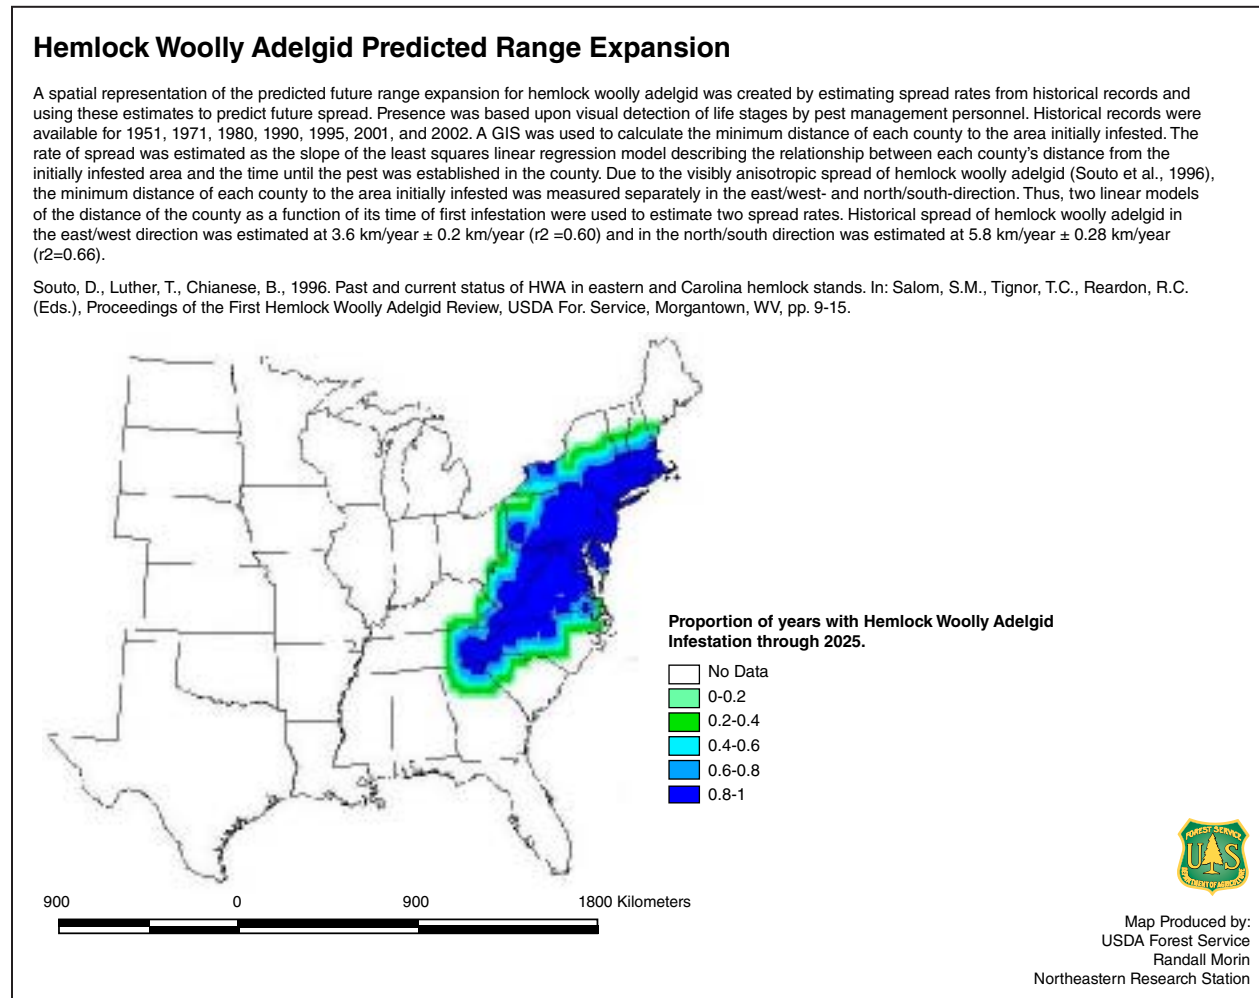 Hemlock Woolly Adelgid Predicted Range Expansion
A spatial representation of the predicted future range expansion for hemlock woolly adelgid was created by estimating spread rates from historical records and
using these estimates to predict future spread. Presence was based upon visual detection of life stages by pest management personnel. Historical records were
available for 1951, 1971, 1980, 1990, 1995, 2001, and 2002. A GIS was used to calculate the minimum distance of each county to the area initially infested. The
rate of spread was estimated as the slope of the least squares linear regression model describing the relationship between each county's distance from the
initially infested area and the time until the pest was established in the county. Due to the visibly anisotropic spread of hemlock woolly adelgid (Souto et al., 1996),
the minimum distance of each county to the area initially infested was measured separately in the east/west- and north/south-direction. Thus, two linear models
of the distance of the county as a function of its time of first infestation were used to estimate two spread rates. Historical spread of hemlock woolly adelgid in
the east/west direction was estimated at 3.6 km/year ± 0.2 km/year (r2 =0.60) and in the north/south direction was estimated at 5.8 km/year ± 0.28 km/year
(r2=0.66).
Souto, D., Luther, T., Chianese, B., 1996. Past and current status of HWA in eastern and Carolina hemlock stands. In: Salom, S.M., Tignor, T.C., Reardon, R.C.
(Eds.), Proceedings of the First Hemlock Woolly Adelgid Review, USDA For. Service, Morgantown, WV, pp. 9-15.
Proportion of years with Hemlock Woolly Adelgid
Infestation through 2025.
No Data
0-0.2
0.2-0.4
0.4-0.6
0.6-0.8
0.8-1
900 0 900 1800 Kilometers
FOREST SERVICE
U S
DEPARTMENT OF AGRICULTURE
Map Produced by:
USDA Forest Service
Randall Morin
Northeastern Research Station